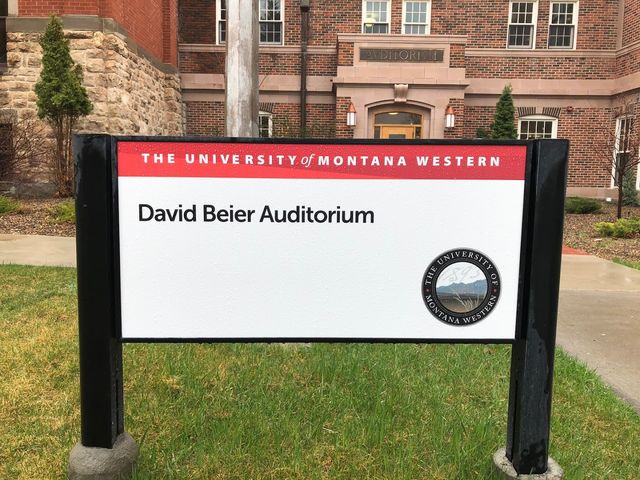 AUDITORIUM
THE UNIVERSITY of MONTANA WESTERN
David Beier Auditorium
THE UNIVERSITY OF
MONTANA WESTERN